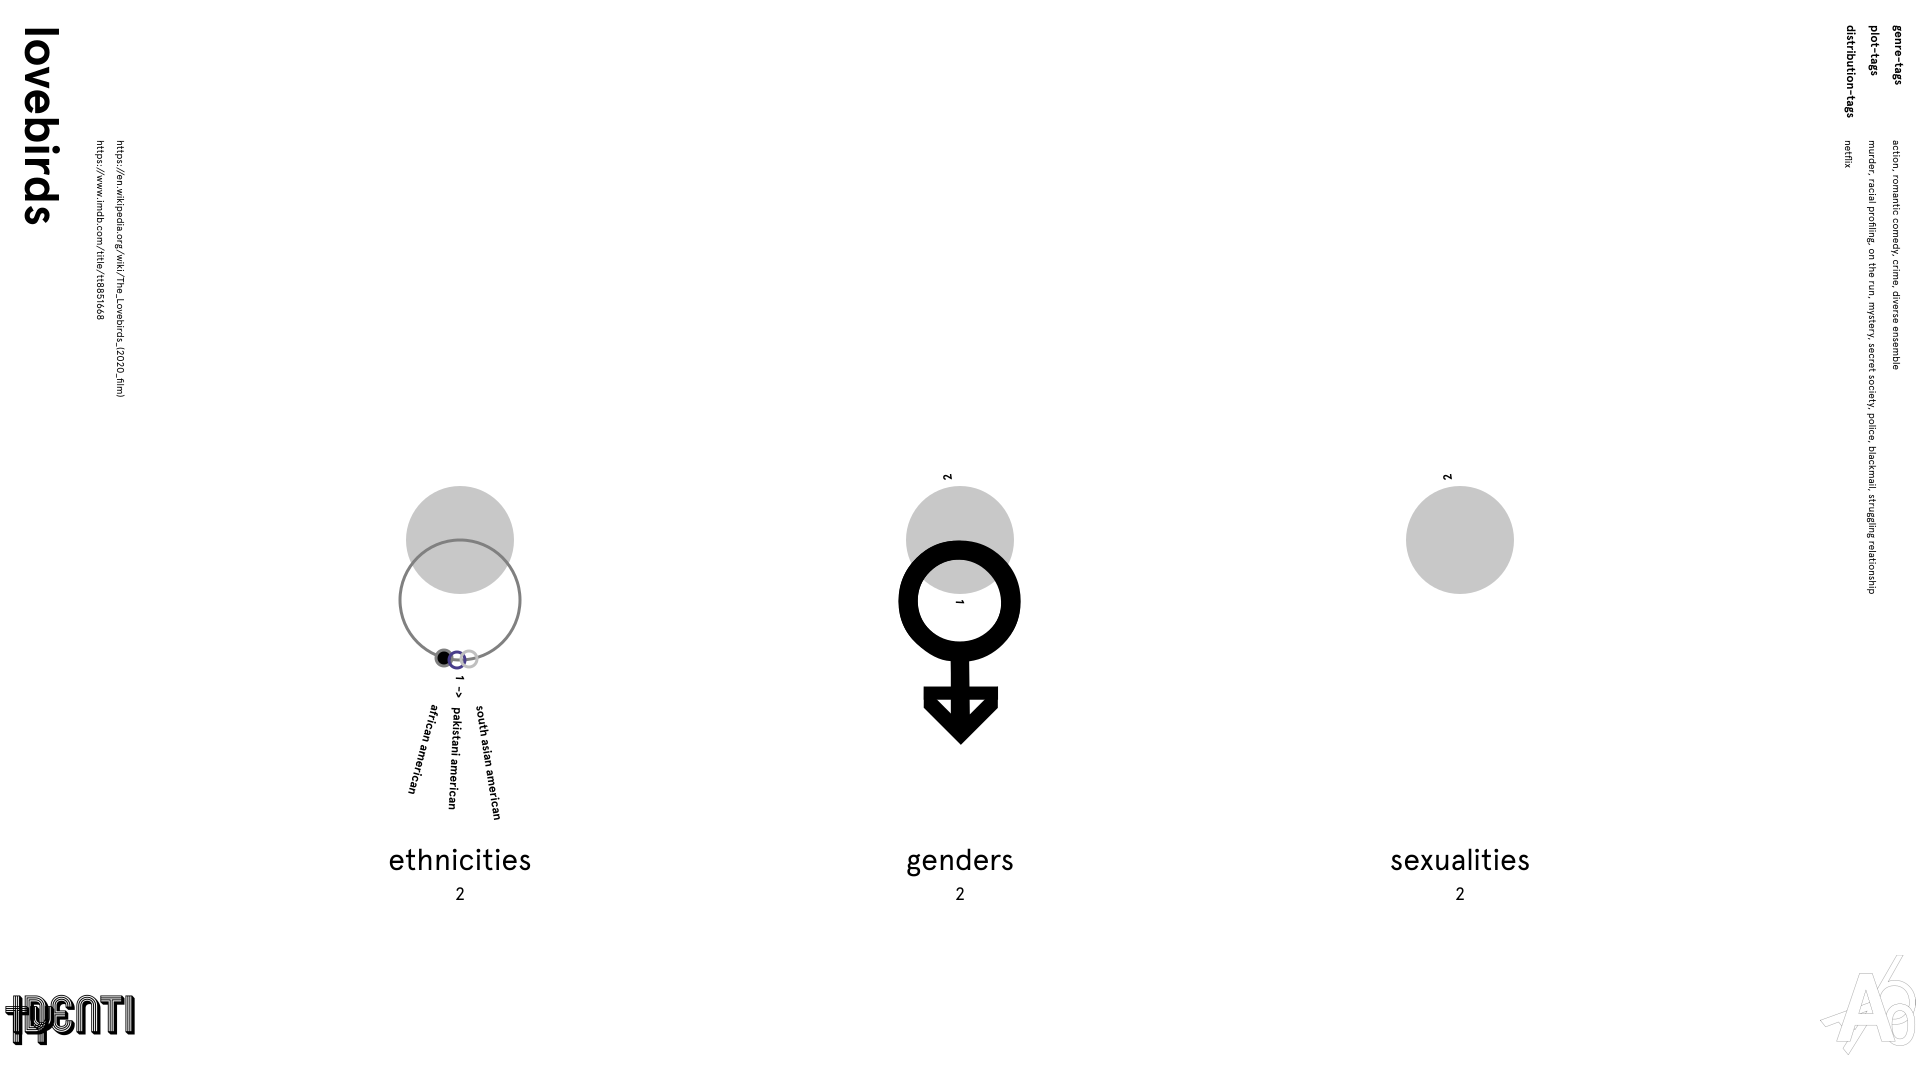 lovebirds
https://en.wikipedia.org/wiki/The_Lovebirds_(2020_film)
https://www.imdb.com/title/tt8851668
genre-tags
action, romantic comedy, crime, diverse ensemble
plot-tags
murder, racial profiling, on the run, mystery, secret society, police, blackmail, struggling relationship
distribution-tags
netflix
1 ->
african american
pakistani american
south asian american
ethnicities
2
2
1
genders
2
2
sexualities
2
IDENTI
ty